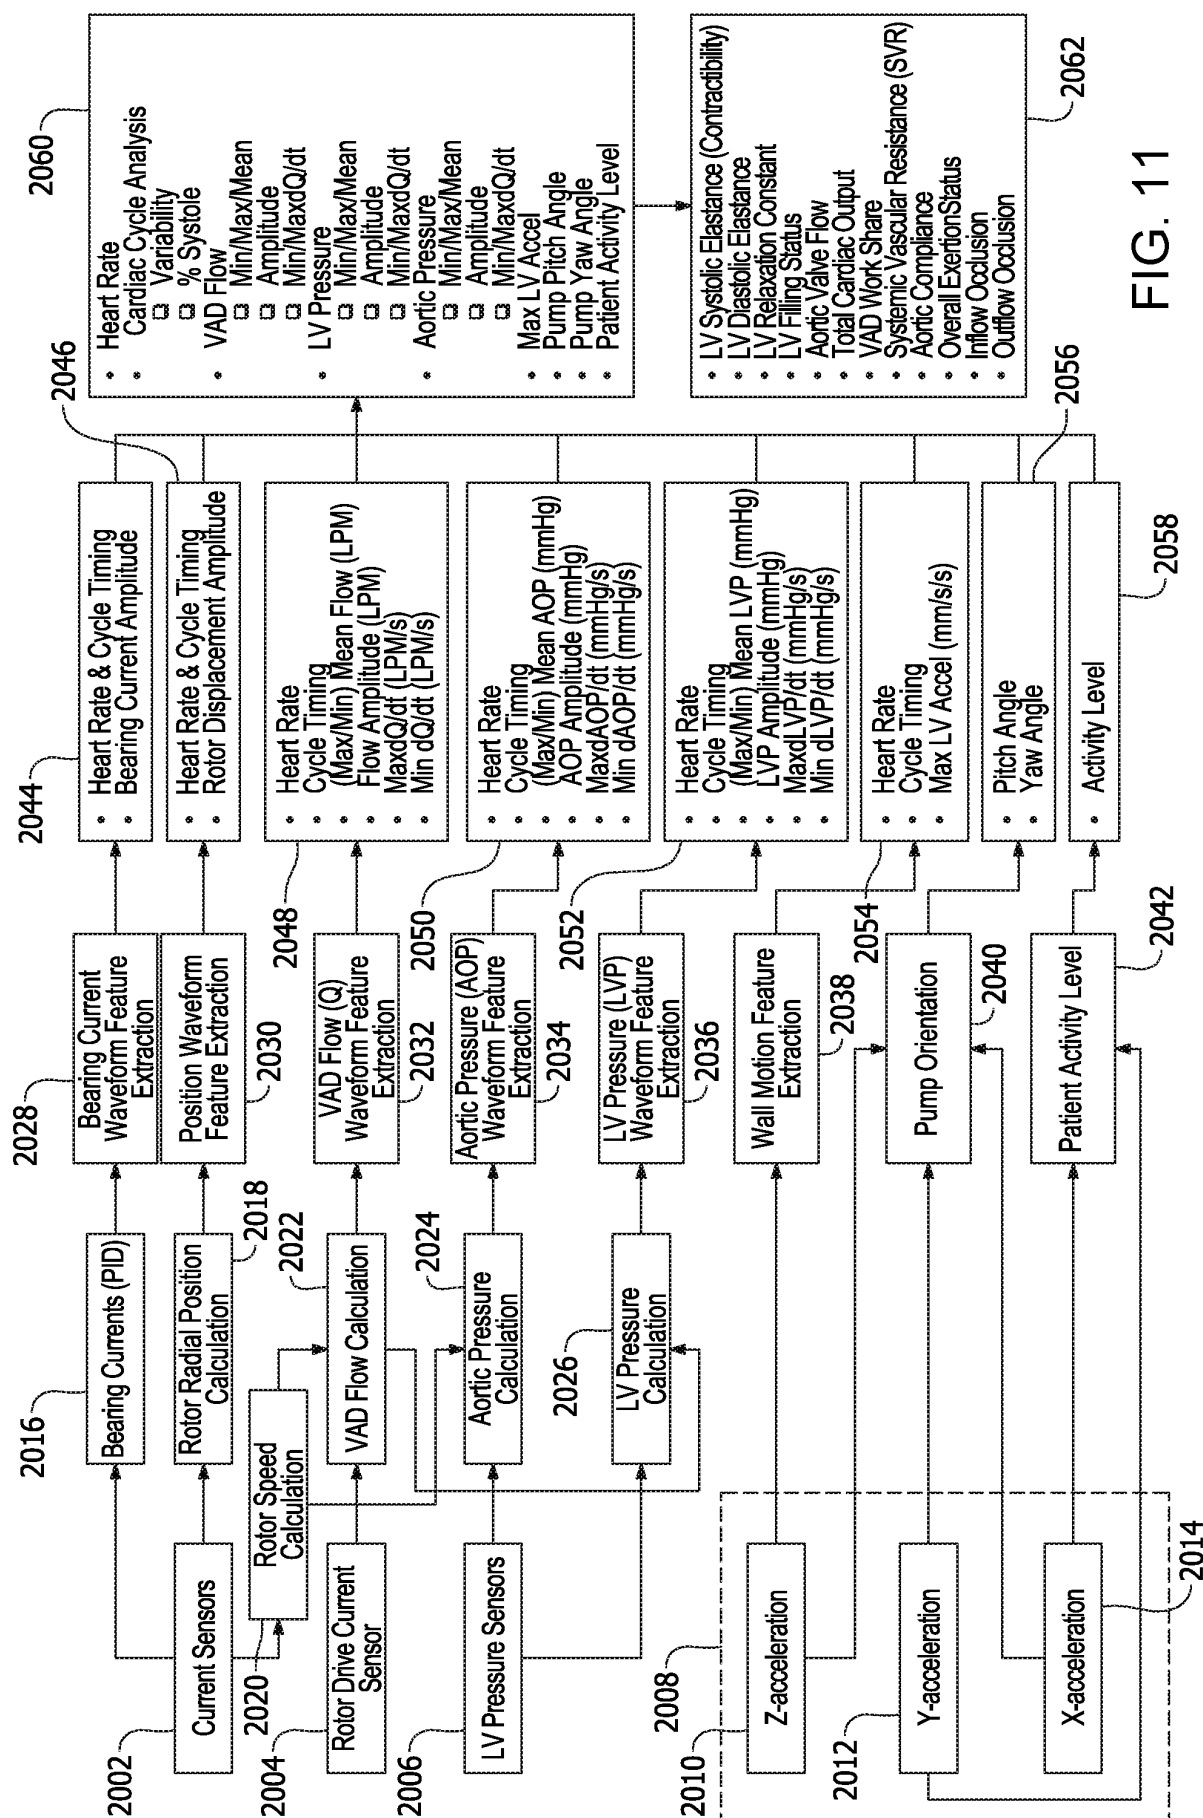 2002
Current Sensors
2020
Rotor Speed
Calculation
2004
Rotor Drive Current
Sensor
2006
LV Pressure Sensors
2008
2010
Z-acceleration
2012
Y-acceleration
X-acceleration
2014
2016
Bearing Currents (PID)
Rotor Radial Position
Calculation
2018
2022
VAD Flow Calculation
2024
Aortic Pressure
Calculation
2026
LV Pressure
Calculation
2028
Bearing Current
Waveform Feature
Extraction
Position Waveform
Feature Extraction
2030
VAD Flow (Q)
Waveform Feature
Extraction
2032
Aortic Pressure (AOP)
Waveform Feature
Extraction
2034
LV Pressure (LVP)
Waveform Feature
Extraction
2036
Wall Motion Feature
Extraction
2038
Pump Orientation
2040
Patient Activity Level
2042
2044
• Heart Rate & Cycle Timing
• Bearing Current Amplitude
2046
• Heart Rate & Cycle Timing
• Rotor Displacement Amplitude
2048
• Heart Rate
• Cycle Timing
• (Max/Min) Mean Flow (LPM)
• Flow Amplitude (LPM)
• MaxdQ/dt (LPM/s)
• Min dQ/dt (LPM/s)
2050
• Heart Rate
• Cycle Timing
• (Max/Min) Mean AOP (mmHg)
• AOP Amplitude (mmHg)
• MaxdAOP/dt (mmHg/s)
• Min dAOP/dt (mmHg/s)
2052
• Heart Rate
• Cycle Timing
• (Max/Min) Mean LVP (mmHg)
• LVP Amplitude (mmHg)
• MaxdLVP/dt (mmHg/s)
• Min dLVP/dt (mmHg/s)
2054
• Heart Rate
• Cycle Timing
• Max LV Accel (mm/s/s)
• Pitch Angle
• Yaw Angle
2056
• Activity Level
2058
2060
• Heart Rate
• Cardiac Cycle Analysis
❑ Variability
❑ % Systole
• VAD Flow
❑ Min/Max/Mean
❑ Amplitude
❑ Min/MaxdQ/dt
• LV Pressure
❑ Min/Max/Mean
❑ Amplitude
❑ Min/MaxdQ/dt
• Aortic Pressure
❑ Min/Max/Mean
❑ Amplitude
❑ Min/MaxdQ/dt
• Max LV Accel
• Pump Pitch Angle
• Pump Yaw Angle
• Patient Activity Level
• LV Systolic Elastance (Contractibility)
• LV Diastolic Elastance
• LV Relaxation Constant
• LV Filling Status
• Aortic Valve Flow
• Total Cardiac Output
• VAD Work Share
• Systemic Vascular Resistance (SVR)
• Aortic Compliance
• Overall ExertionStatus
• Inflow Occlusion
• Outflow Occlusion
2062
FIG. 11